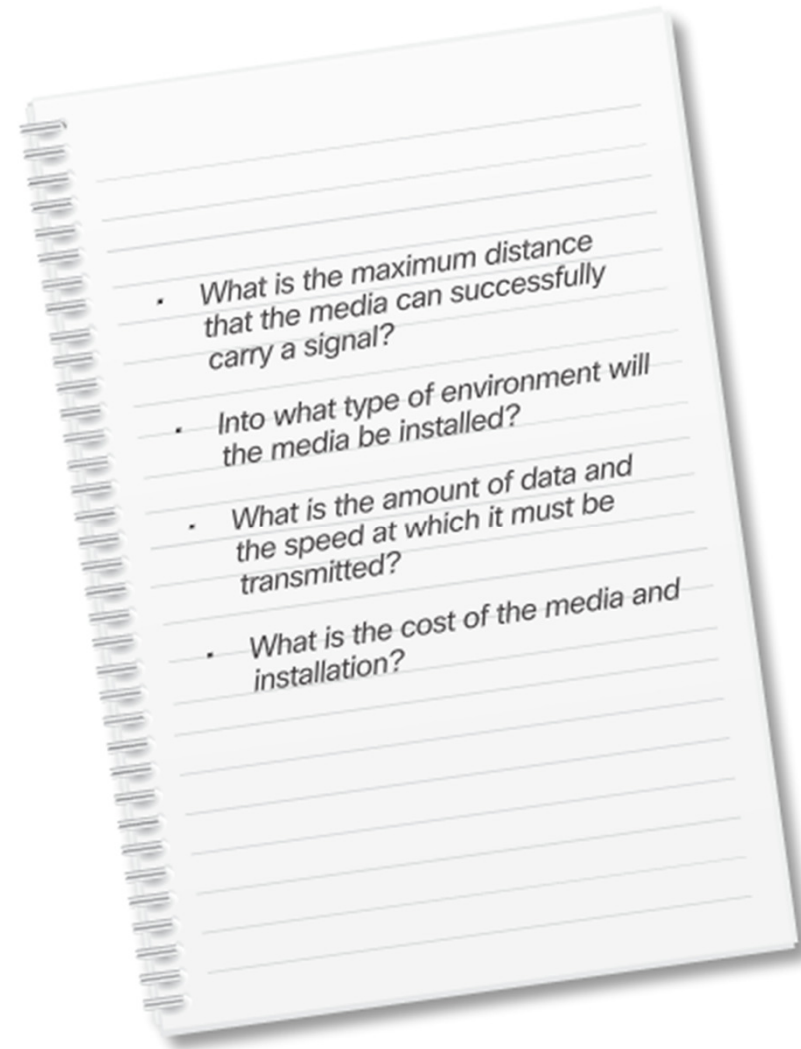 · What is the maximum distance
that the media can successfully
carry a signal?
· Into what type of environment will
the media be installed?
· What is the amount of data and
the speed at which it must be
transmitted?
· What is the cost of the media and
installation?